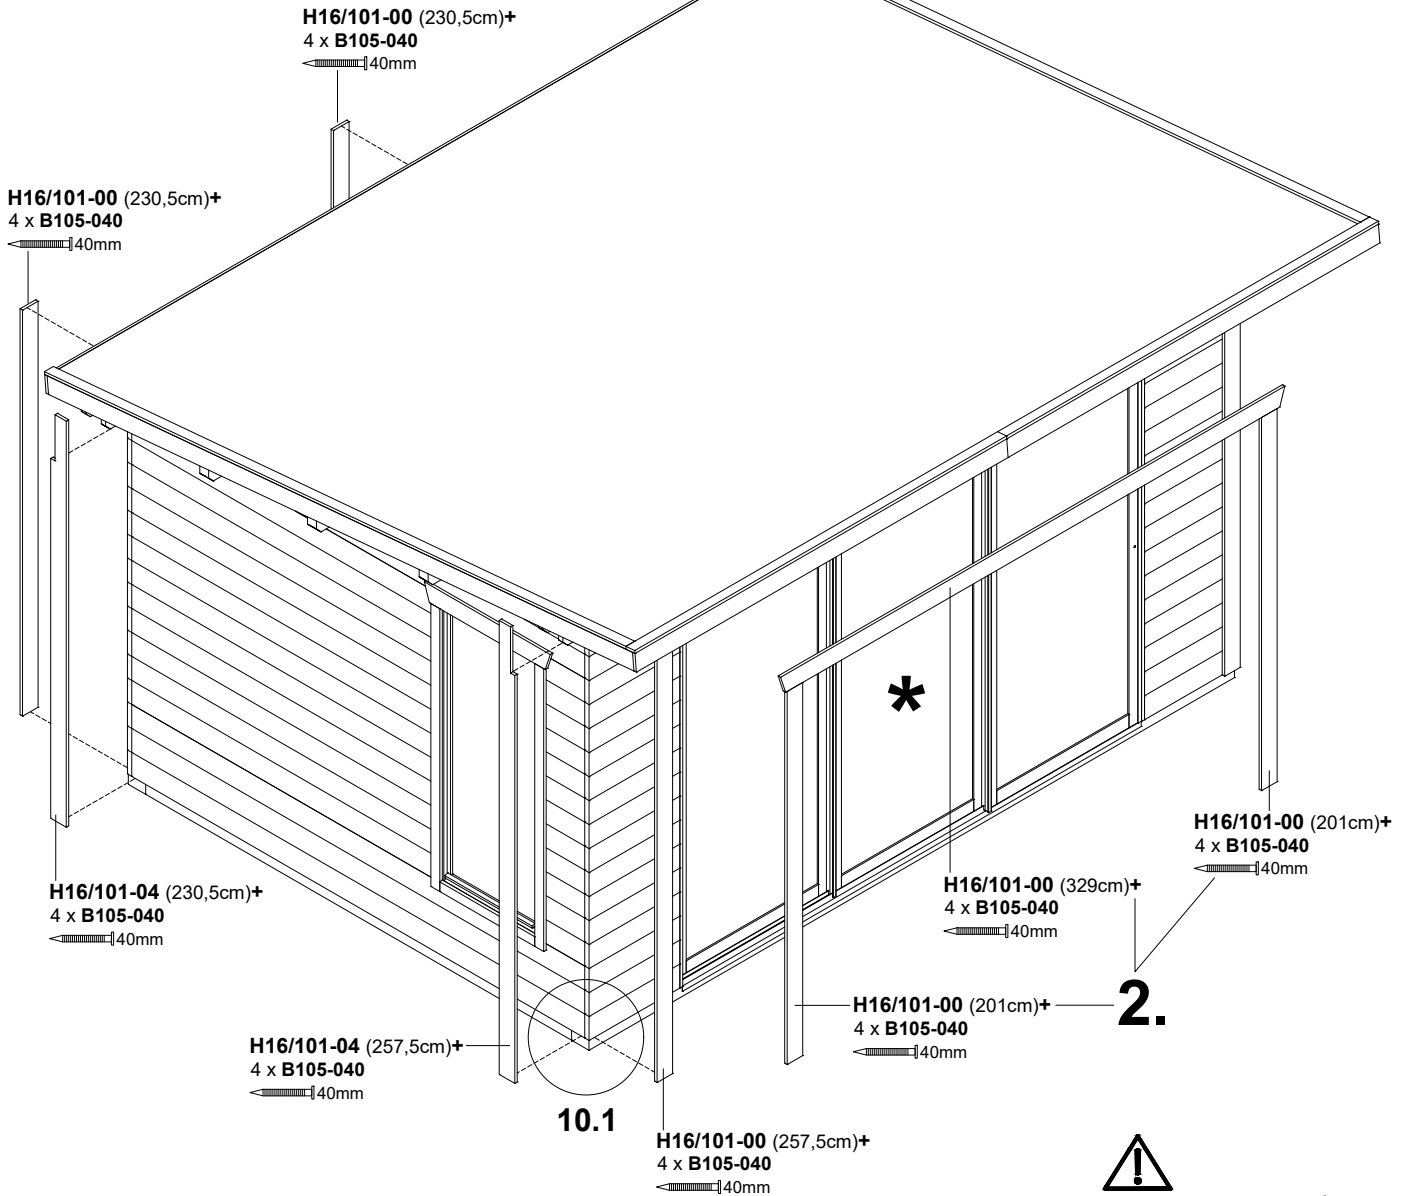 H16/101-00 (230,5cm)+
4 x B105-040
40mm
H16/101-00 (230,5cm)+
4 x B105-040
40mm
*
H16/101-00 (201cm)+
4 x B105-040
40mm
H16/101-04 (230,5cm)+
4 x B105-040
40mm
H16/101-00 (329cm)+
4 x B105-040
40mm
2.
H16/101-00 (201cm)+
4 x B105-040
40mm
H16/101-04 (257,5cm)+
4 x B105-040
40mm
10.1
H16/101-00 (257,5cm)+
4 x B105-040
40mm
!